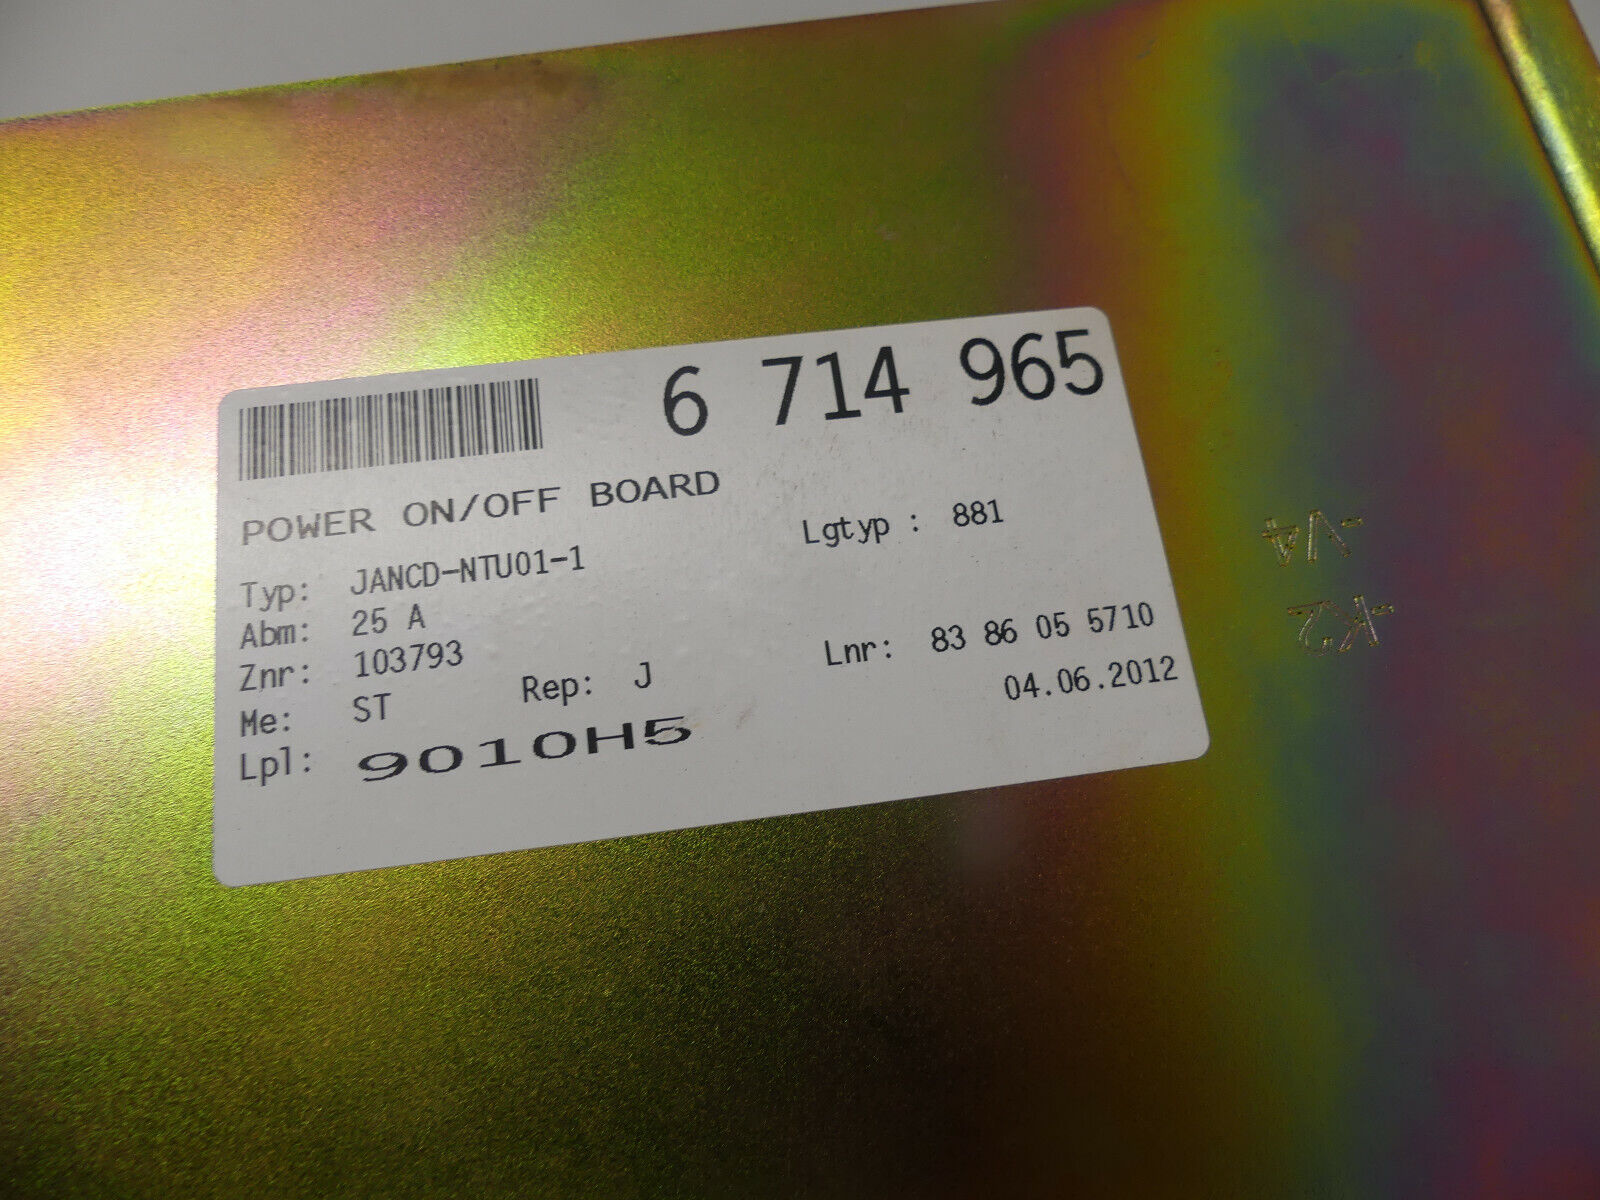 6 714 965
POWER ON/OFF BOARD
Typ: JANCD-NTU01-1 Lgtyp : 881
Abm: 25 A
Znr: 103793 Lnr: 83 86 05 5710
Me: ST Rep: J 04.06.2012
Lpl: 9010H5
-V4
-K2